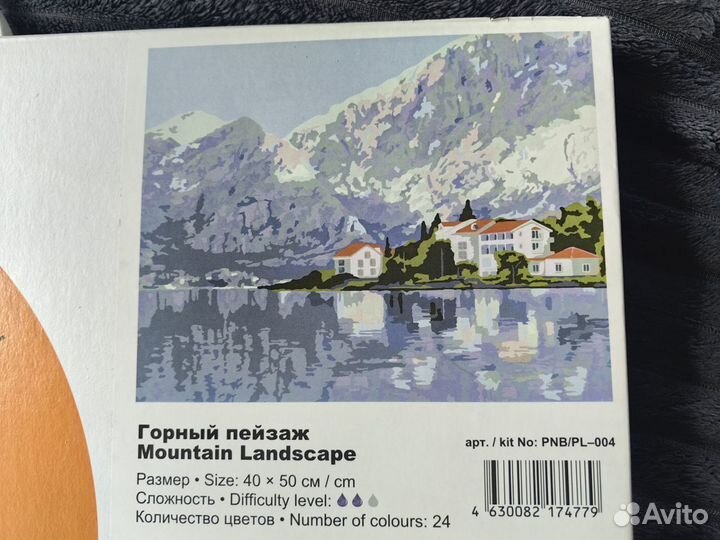 Горный пейзаж
Mountain Landscape
арт. / kit No: PNB/PL–004
Размер • Size: 40 × 50 см / cm
Сложность • Difficulty level:
Количество цветов • Number of colours: 24
4 630082 174779
Avito